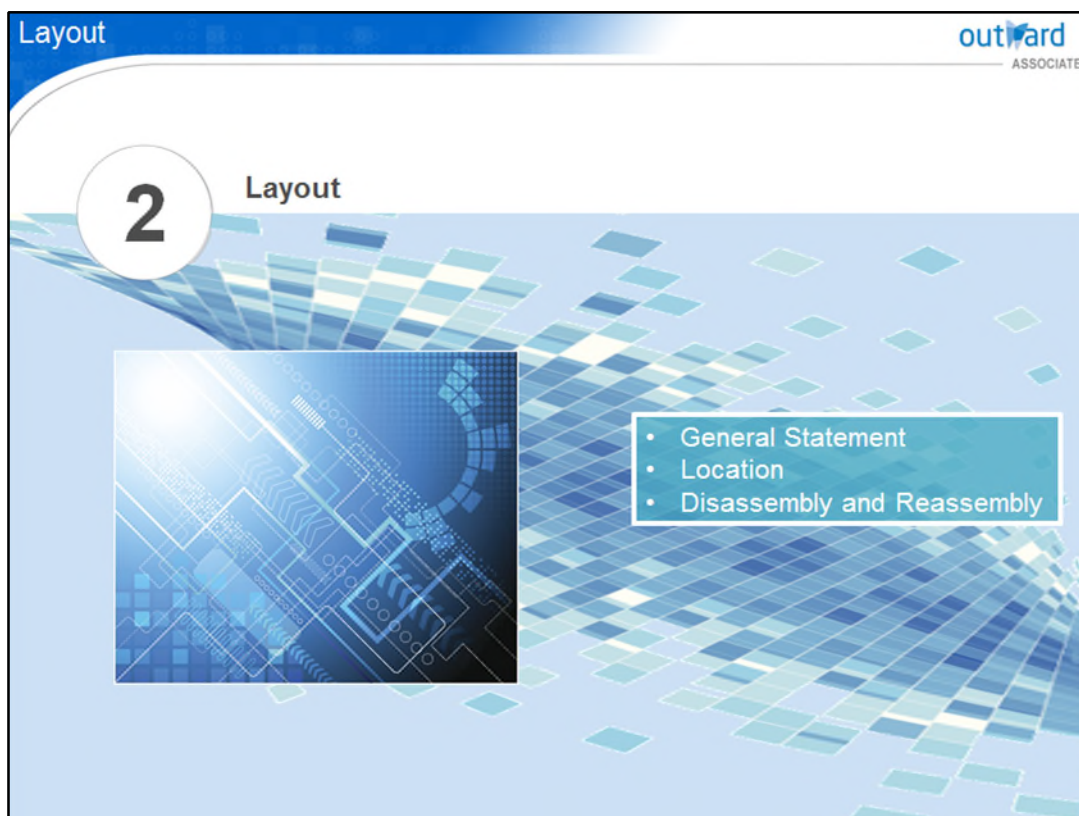 Layout
outward
ASSOCIATE
2
Layout
• General Statement
• Location
• Disassembly and Reassembly